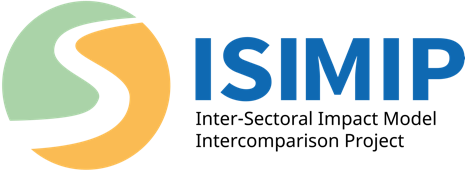 ISIMIP
Inter-Sectoral Impact Model
Intercomparison Project